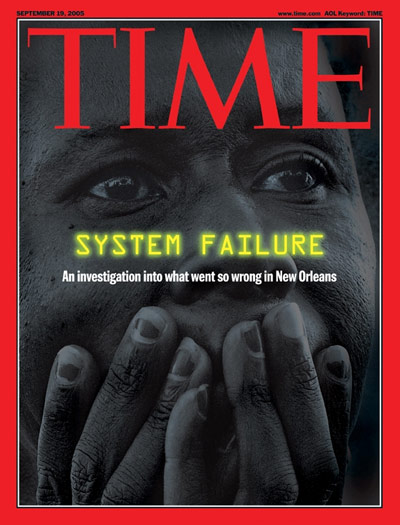 SEPTEMBER 19, 2005 www.time.com AOL Keyword: TIME
TIME
SYSTEM FAILURE
An investigation into what went so wrong in New Orleans